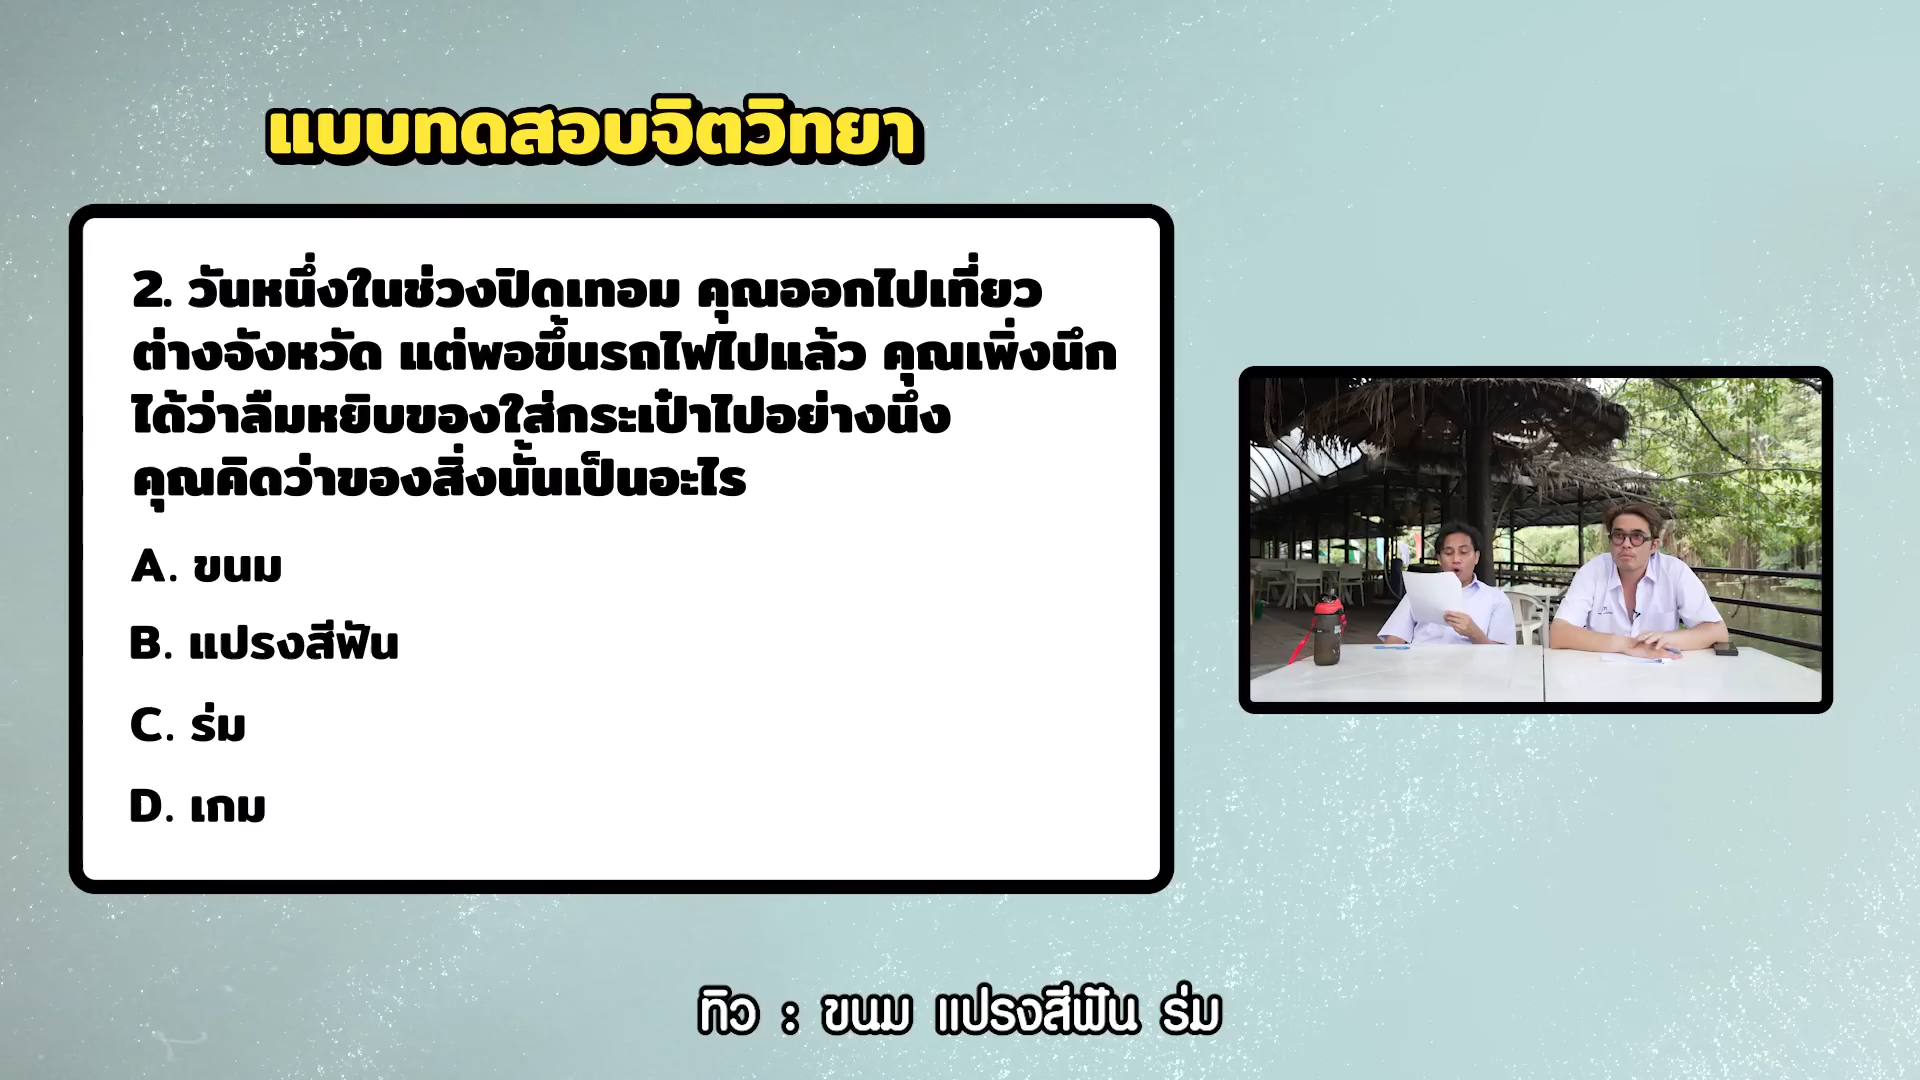 แบบทดสอบจิตวิทยา
2. วันหนึ่งในช่วงปิดเทอม คุณออกไปเที่ยว
ต่างจังหวัด แต่พอขึ้นรถไฟไปแล้ว คุณเพิ่งนึก
ได้ว่าลืมหยิบของใส่กระเป๋าไปอย่างนึง
คุณคิดว่าของสิ่งนั้นเป็นอะไร
A. ขนม
B. แปรงสีฟัน
C. ร่ม
D. เกม
ทิว : ขนม แปรงสีฟัน ร่ม